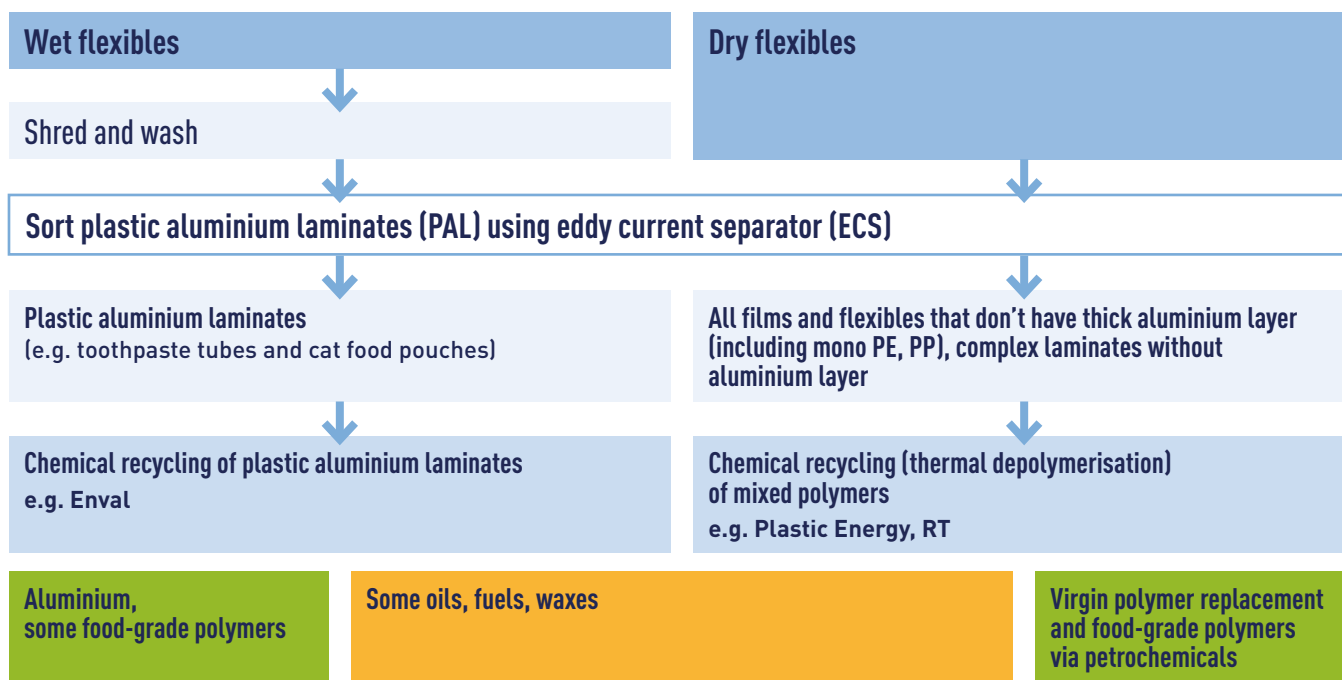 Wet flexibles
Dry flexibles
Shred and wash
Sort plastic aluminium laminates (PAL) using eddy current separator (ECS)
Plastic aluminium laminates
(e.g. toothpaste tubes and cat food pouches)
All films and flexibles that don't have thick aluminium layer
(including mono PE, PP), complex laminates without
aluminium layer
Chemical recycling of plastic aluminium laminates
e.g. Enval
Chemical recycling (thermal depolymerisation)
of mixed polymers
e.g. Plastic Energy, RT
Aluminium,
some food-grade polymers
Some oils, fuels, waxes
Virgin polymer replacement
and food-grade polymers
via petrochemicals